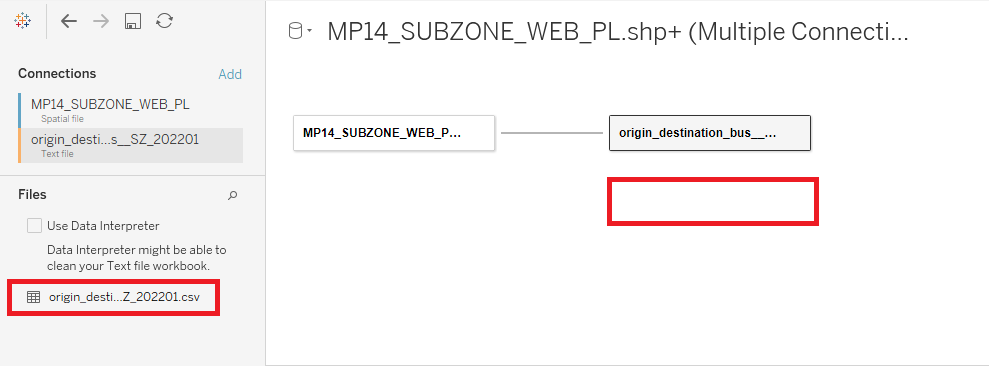 MP14_SUBZONE_WEB_PL.shp+ (Multiple Connecti...
Connections
Add
MP14_SUBZONE_WEB_PL
Spatial file
origin_desti...s__SZ_202201
Text file
Files
Use Data Interpreter
Data Interpreter might be able to
clean your Text file workbook.
origin_desti...Z_202201.csv
MP14_SUBZONE_WEB_P...
origin_destination_bus__...